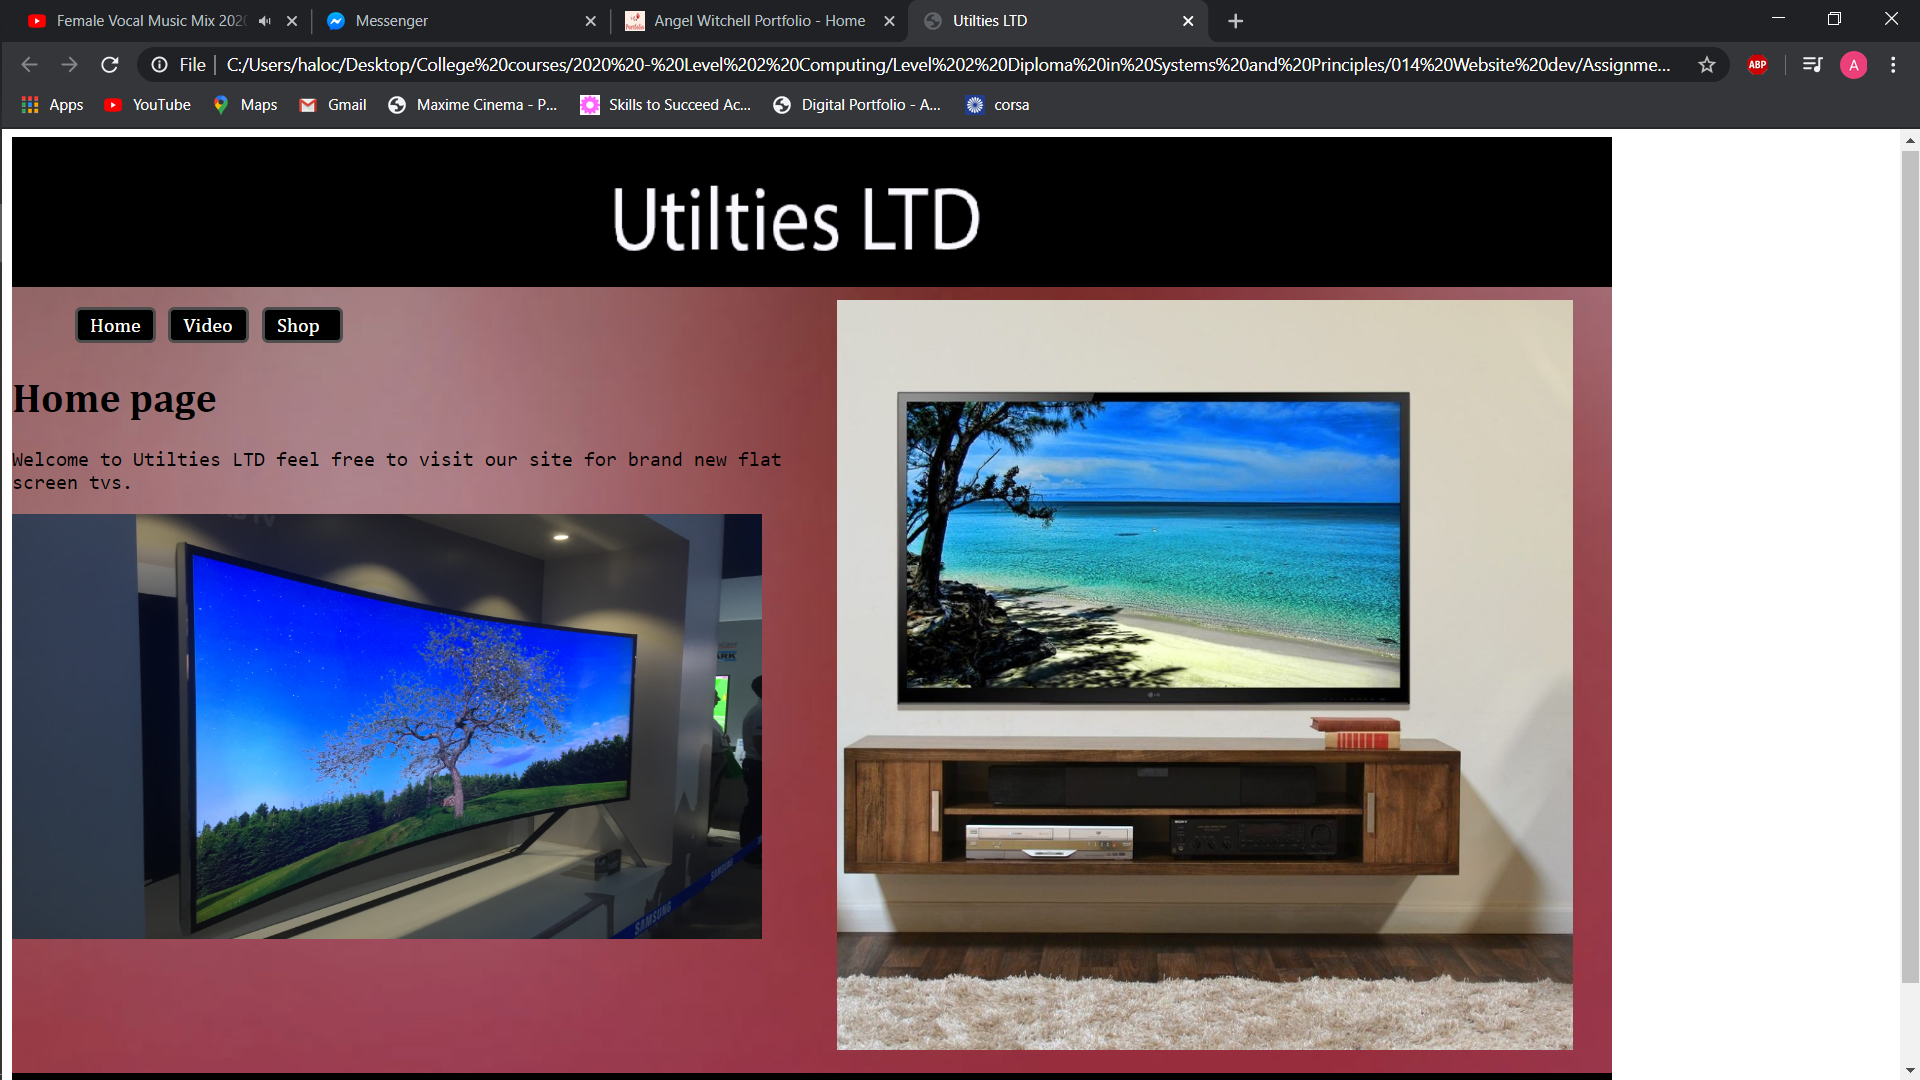 Female Vocal Music Mix 202
Messenger
Angel Witchell Portfolio - Home
Utilties LTD
File
C:/Users/haloc/Desktop/College%20courses/2020%20-%20Level%202%20Computing/Level%202%20Diploma%20in%20Systems%20and%20Principles/014%20Website%20dev/Assignme...
ABP
A
Apps
YouTube
Maps
Gmail
Maxime Cinema - P...
Skills to Succeed Ac...
Digital Portfolio - A...
corsa
Utilties LTD
Home
Video
Shop
Home page
Welcome to Utilties LTD feel free to visit our site for brand new flat
screen tvs.
SAMSUNG
SAMSUNG
LG
SONY